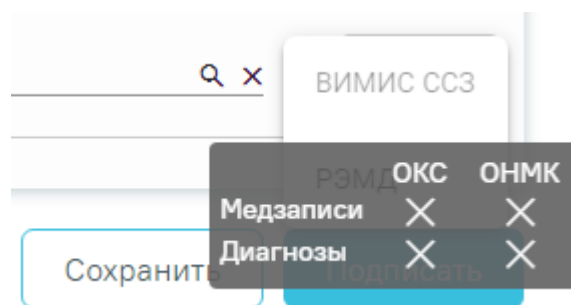 ВИМИС ССЗ
РЭМД
ОКС ОНМК
Медзаписи
Диагнозы
Сохранить
Подписать